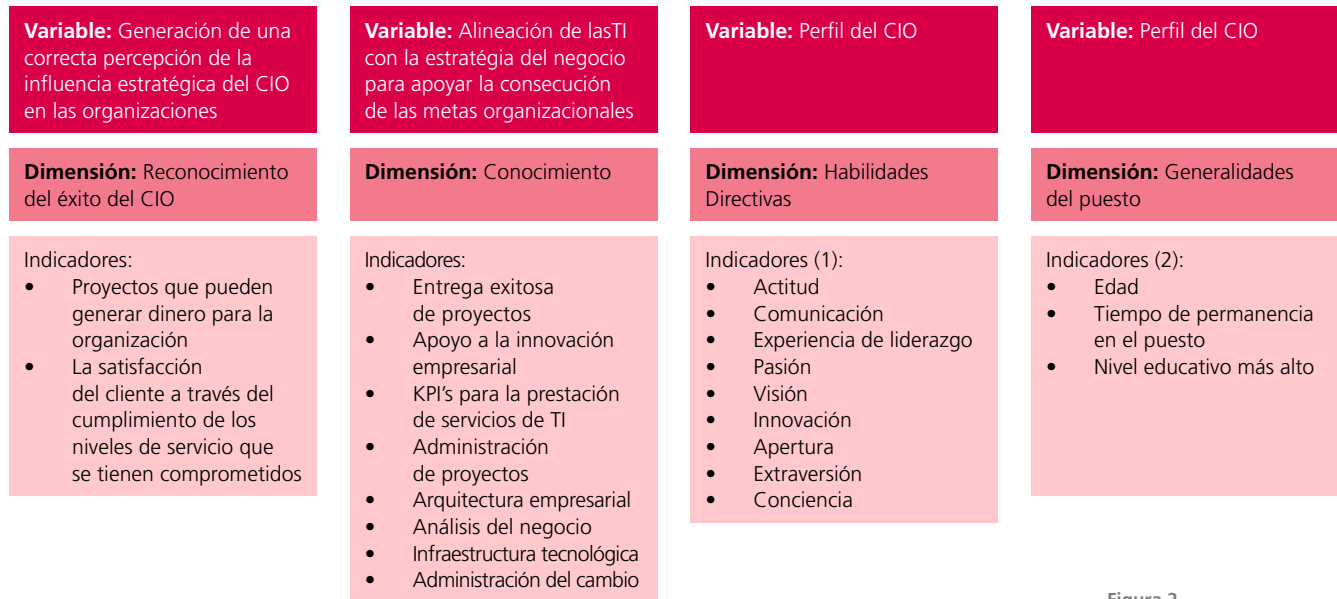 Variable: Generación de una
correcta percepción de la
influencia estratégica del CIO
en las organizaciones
Dimensión: Reconocimiento
del éxito del CIO
Indicadores:
• Proyectos que pueden
generar dinero para la
organización
• La satisfacción
del cliente a través del
cumplimiento de los
niveles de servicio que
se tienen comprometidos
Variable: Alineación de lasTI
con la estratégia del negocio
para apoyar la consecución
de las metas organizacionales
Dimensión: Conocimiento
Indicadores:
• Entrega exitosa
de proyectos
• Apoyo a la innovación
empresarial
• KPI's para la prestación
de servicios de TI
• Administración
de proyectos
• Arquitectura empresarial
• Análisis del negocio
• Infraestructura tecnológica
• Administración del cambio
Variable: Perfil del CIO
Dimensión: Habilidades
Directivas
Indicadores (1):
• Actitud
• Comunicación
• Experiencia de liderazgo
• Pasión
• Visión
• Innovación
• Apertura
• Extraversión
• Conciencia
Variable: Perfil del CIO
Dimensión: Generalidades
del puesto
Indicadores (2):
• Edad
• Tiempo de permanencia
en el puesto
• Nivel educativo más alto
Figura 2